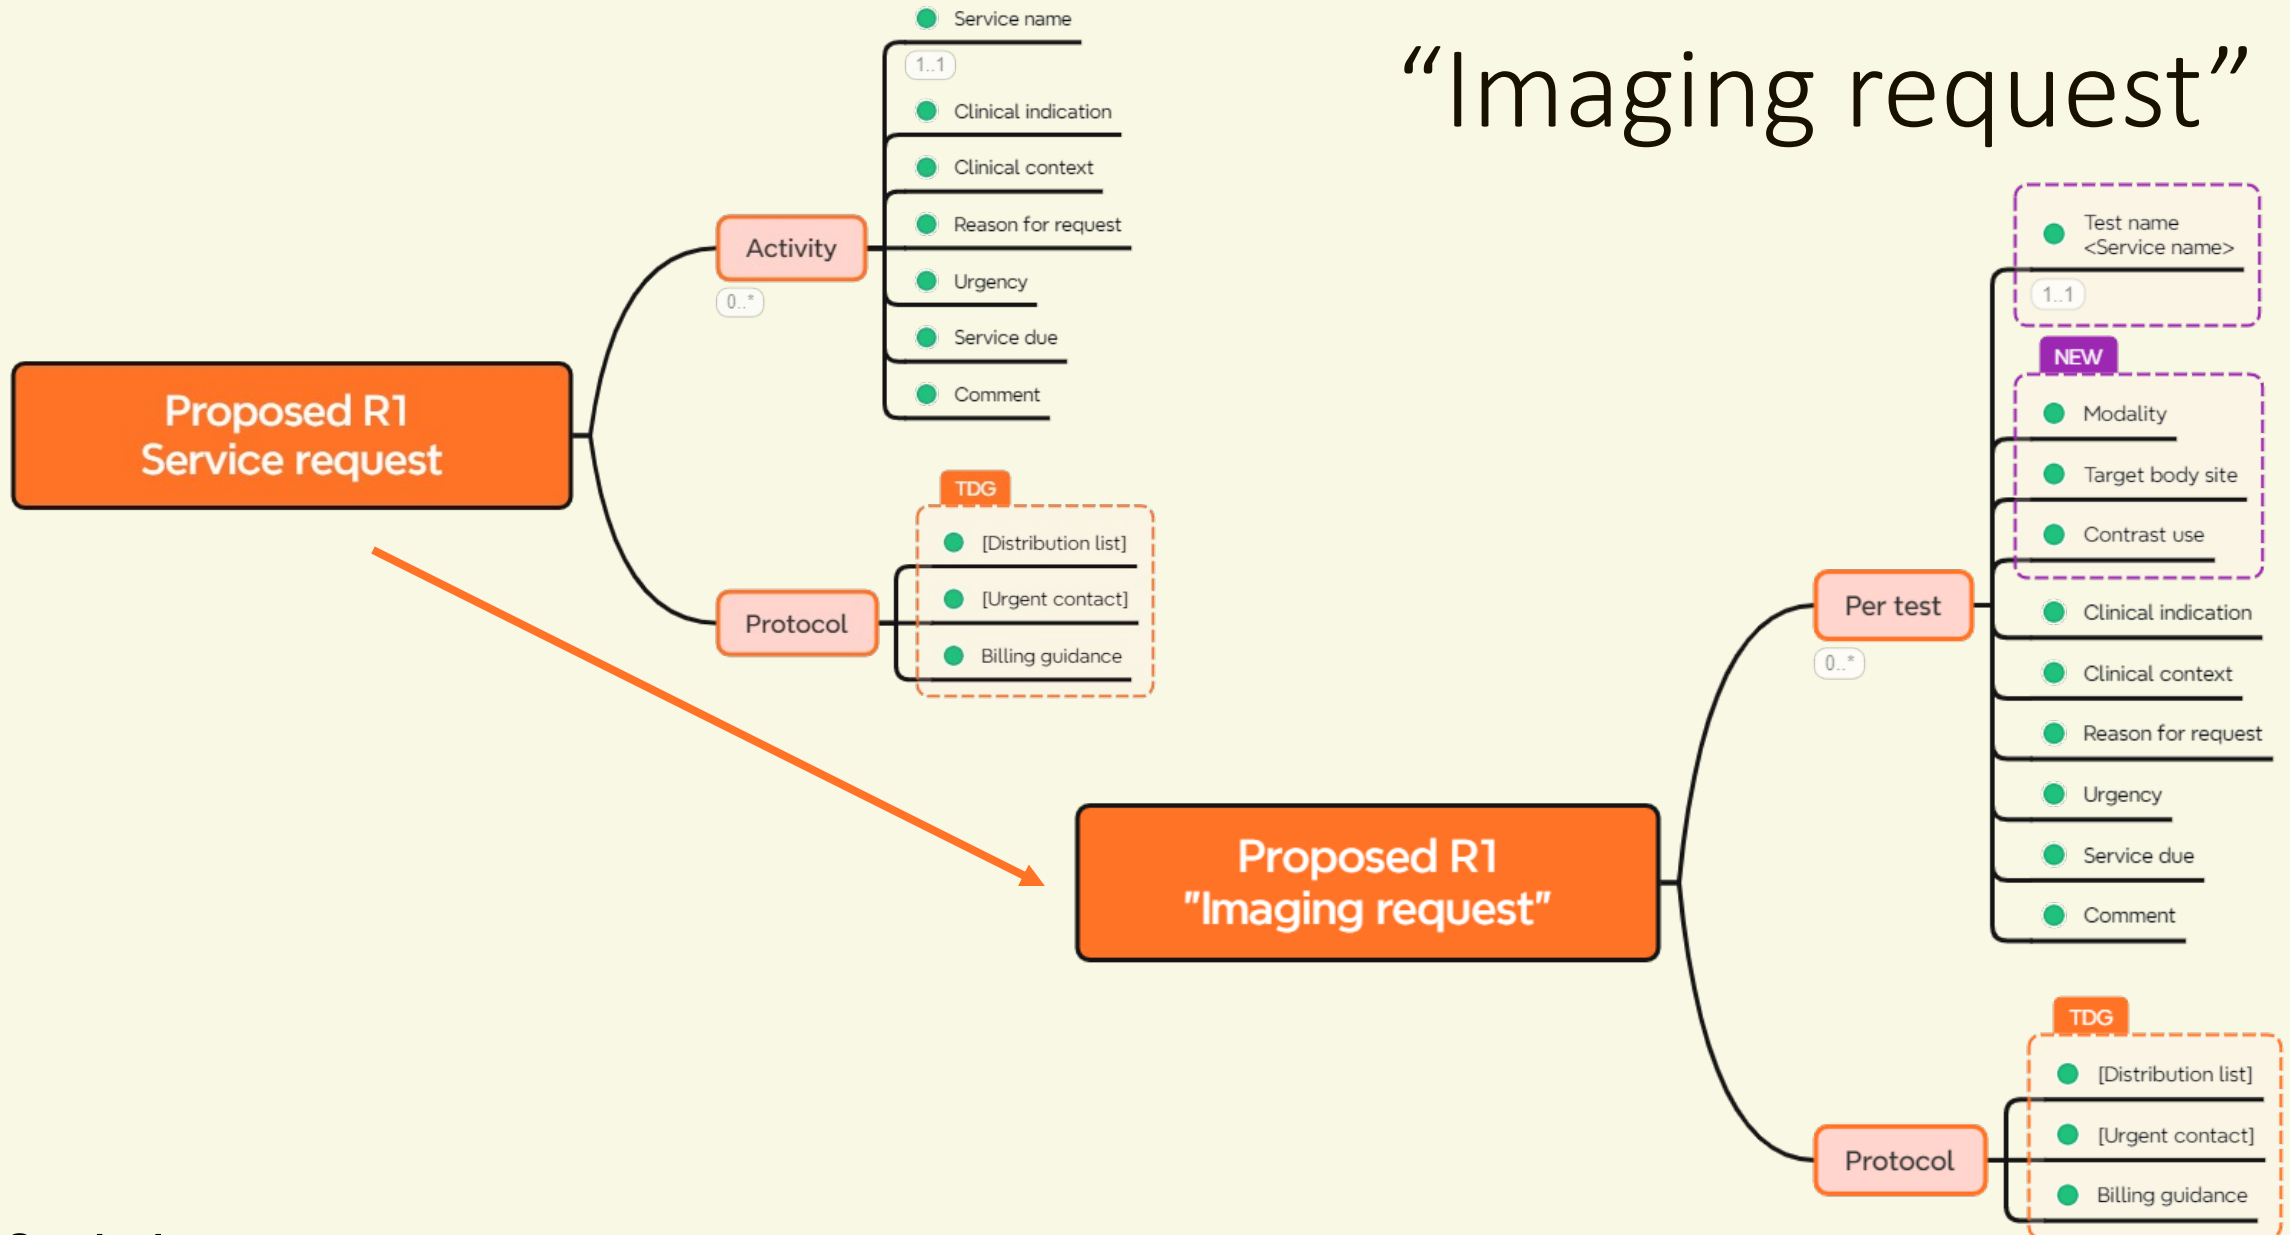 “Imaging request”
Proposed R1
Service request
Activity
0..*
Service name
1..1
Clinical indication
Clinical context
Reason for request
Urgency
Service due
Comment
Protocol
TDG
[Distribution list]
[Urgent contact]
Billing guidance
Proposed R1
"Imaging request"
Per test
0..*
Test name
<Service name>
1..1
NEW
Modality
Target body site
Contrast use
Clinical indication
Clinical context
Reason for request
Urgency
Service due
Comment
Protocol
TDG
[Distribution list]
[Urgent contact]
Billing guidance